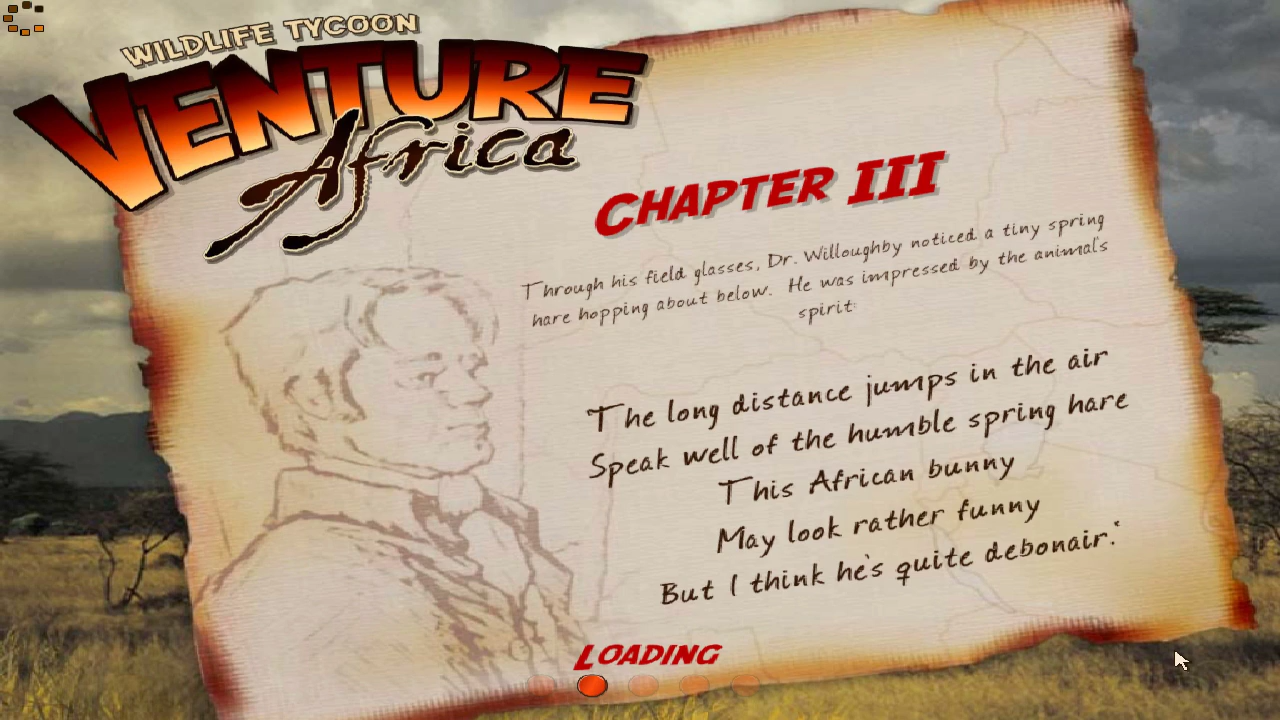 WILDLIFE TYCOON
VENTURE
Africa
CHAPTER III
Through his field glasses, Dr. Willoughby noticed a tiny spring
hare hopping about below. He was impressed by the animal's
spirit:
The long distance jumps in the air
Speak well of the humble spring hare
This African bunny
May look rather funny
But I think he's quite debonair."
LOADING